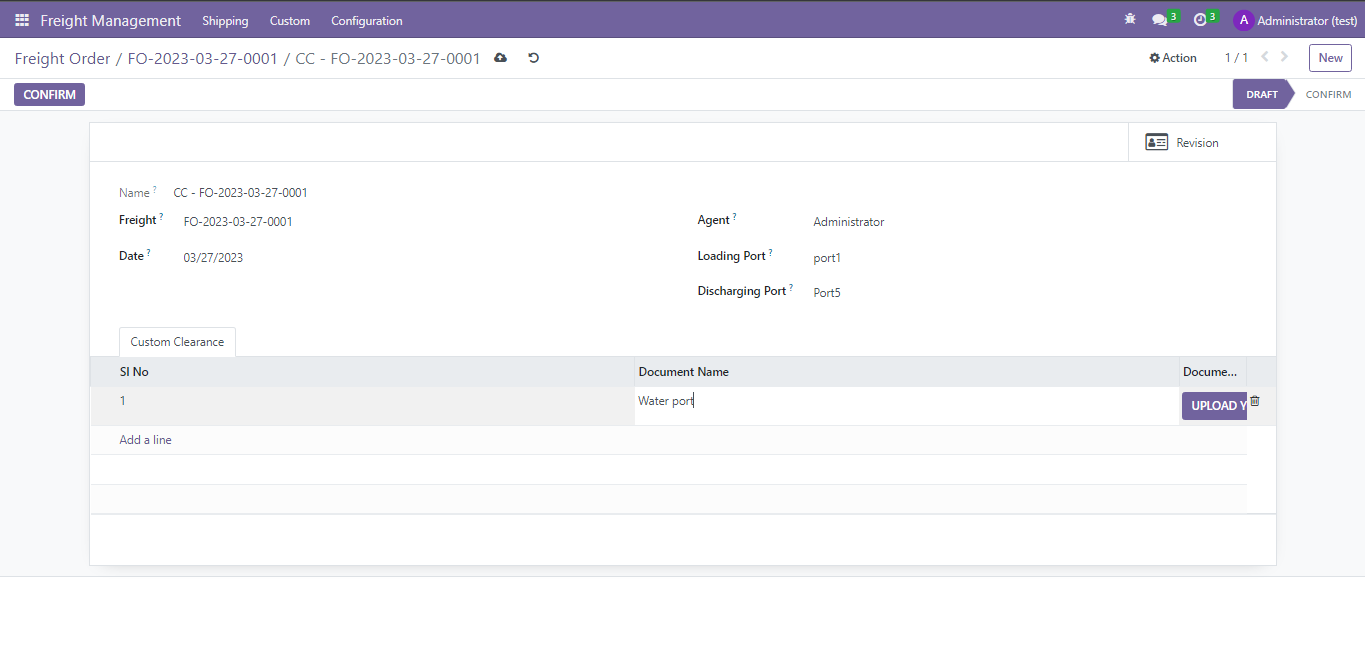 Freight Management Shipping Custom Configuration 3 3 A Administrator (test)
Freight Order / FO-2023-03-27-0001 / CC - FO-2023-03-27-0001 Action 1 / 1 New
CONFIRM DRAFT CONFIRM
Revision
Name ? CC - FO-2023-03-27-0001
Freight ? FO-2023-03-27-0001 Agent ? Administrator
Date ? 03/27/2023 Loading Port ? port1
Discharging Port ? Port5
Custom Clearance
Sl No Document Name Docume...
1 Water port UPLOAD Y
Add a line